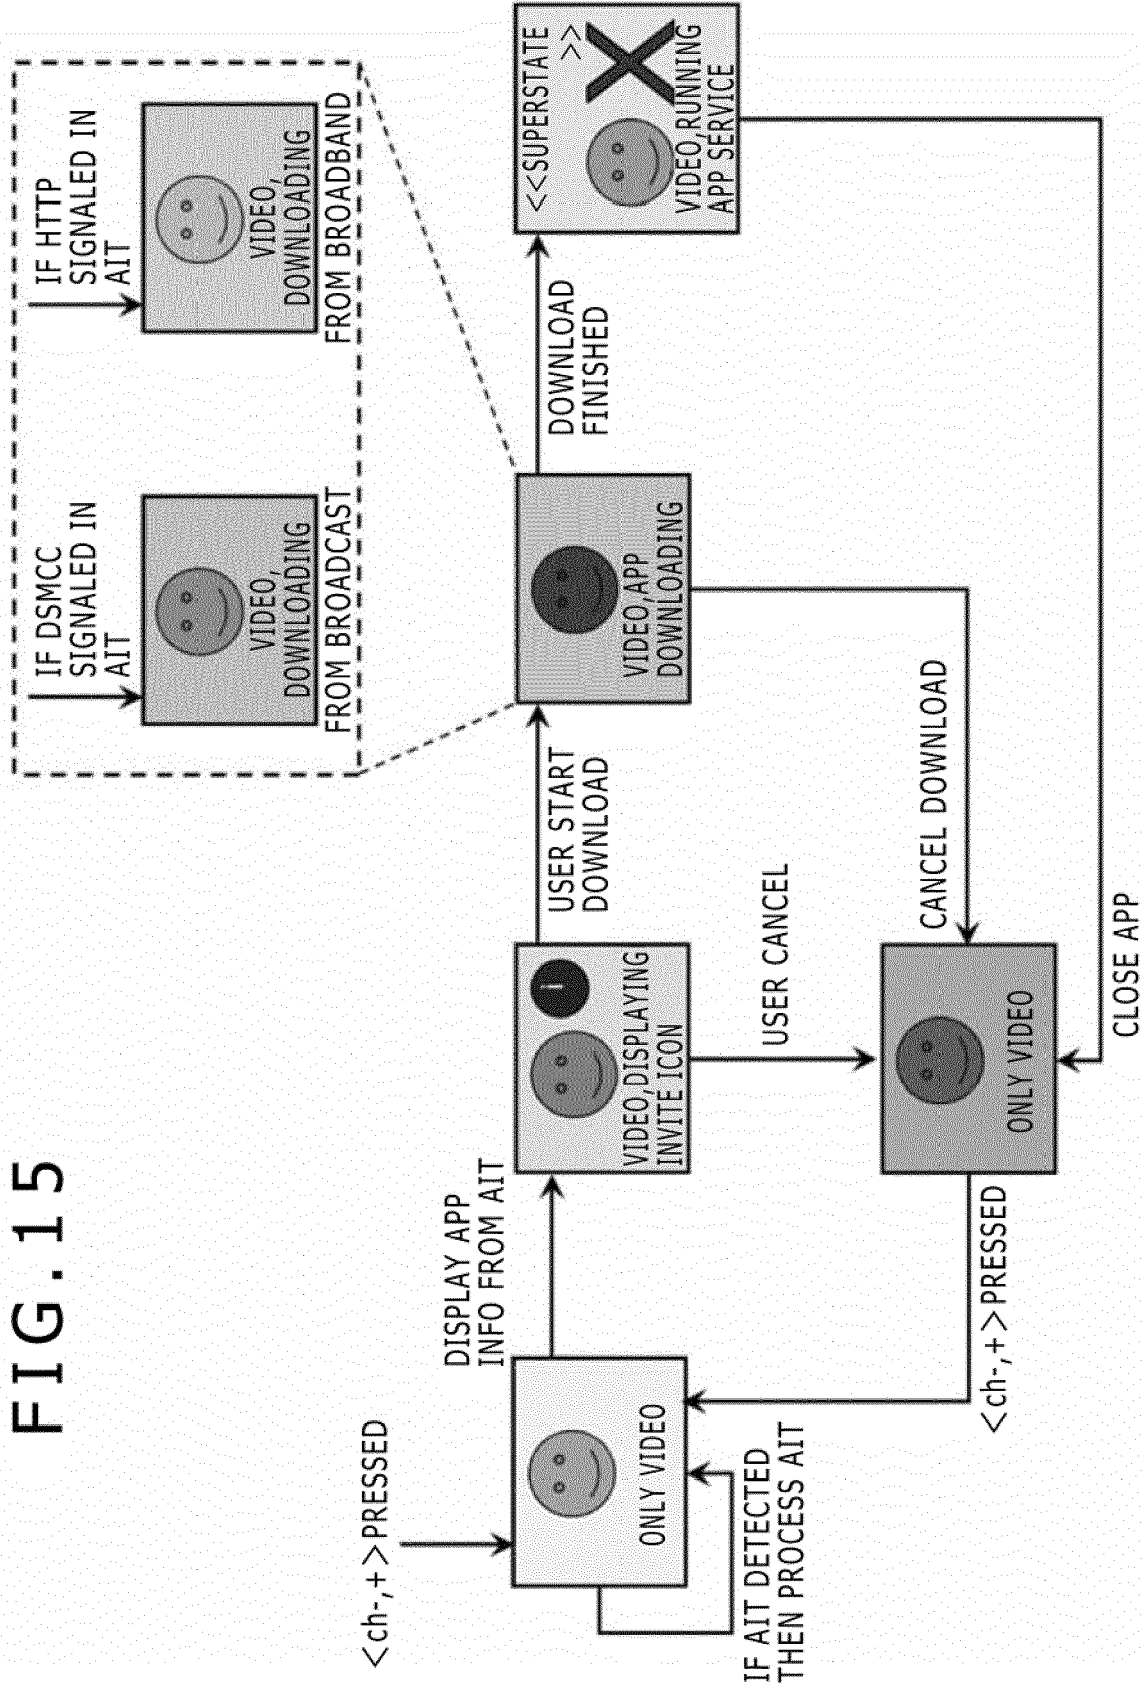 FIG.15
<ch-,+>PRESSED
ONLY VIDEO
IF AIT DETECTED
THEN PROCESS AIT
DISPLAY APP
INFO FROM AIT
VIDEO,DISPLAYING
INVITE ICON
USER CANCEL
USER START
DOWNLOAD
VIDEO,APP
DOWNLOADING
DOWNLOAD
FINISHED
<<SUPERSTATE
>>
VIDEO,RUNNING
APP SERVICE
IF DSMCC
SIGNALED IN
AIT
VIDEO,
DOWNLOADING
FROM BROADCAST
IF HTTP
SIGNALED IN
AIT
VIDEO,
DOWNLOADING
FROM BROADBAND
ONLY VIDEO
<ch-,+>PRESSED
CANCEL DOWNLOAD
CLOSE APP